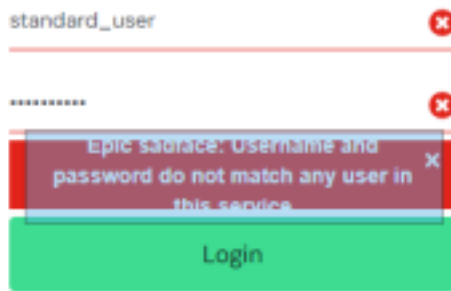 standard_user
Epic sadface: Username and
password do not match any user in
this service
Login